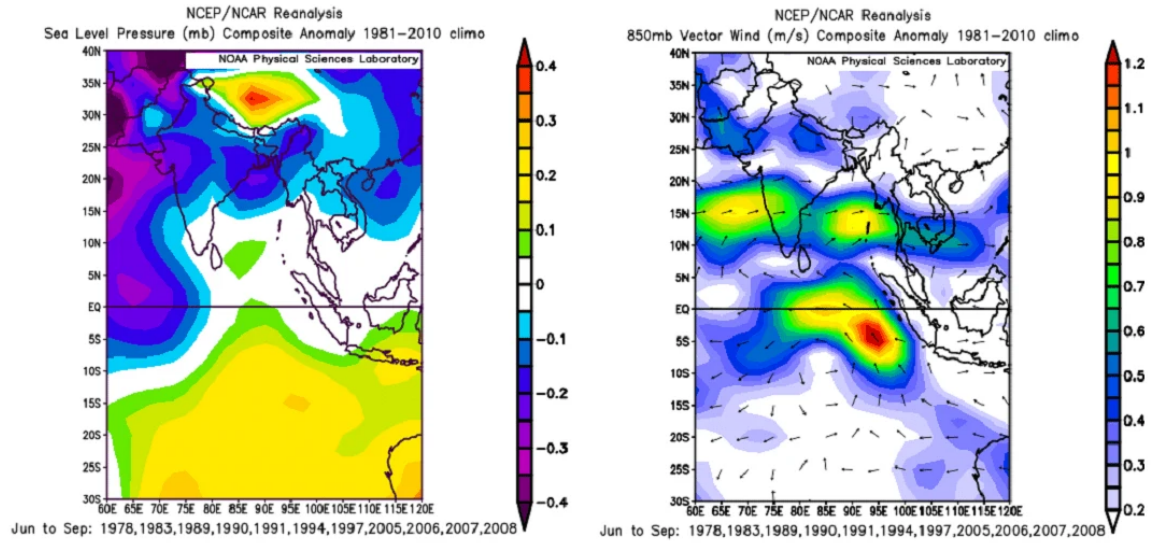 NCEP/NCAR Reanalysis
Sea Level Pressure (mb) Composite Anomaly 1981-2010 climo
NOAA Physical Sciences Laboratory
40N
35N
30N
25N
20N
15N
10N
5N
EQ
5S
10S
15S
20S
25S
30S
60E 65E 70E 75E 80E 85E 90E 95E 100E 105E 110E 115E 120E
0.4
0.3
0.2
0.1
0
-0.1
-0.2
-0.3
-0.4
Jun to Sep: 1978,1983,1989,1990,1991,1994,1997,2005,2006,2007,2008
NCEP/NCAR Reanalysis
850mb Vector Wind (m/s) Composite Anomaly 1981-2010 climo
NOAA Physical Sciences Laboratory
40N
35N
30N
25N
20N
15N
10N
5N
EQ
5S
10S
15S
20S
25S
30S
60E 65E 70E 75E 80E 85E 90E 95E 100E 105E 110E 115E 120E
1.2
1.1
1
0.9
0.8
0.7
0.6
0.5
0.4
0.3
0.2
Jun to Sep: 1978,1983,1989,1990,1991,1994,1997,2005,2006,2007,2008